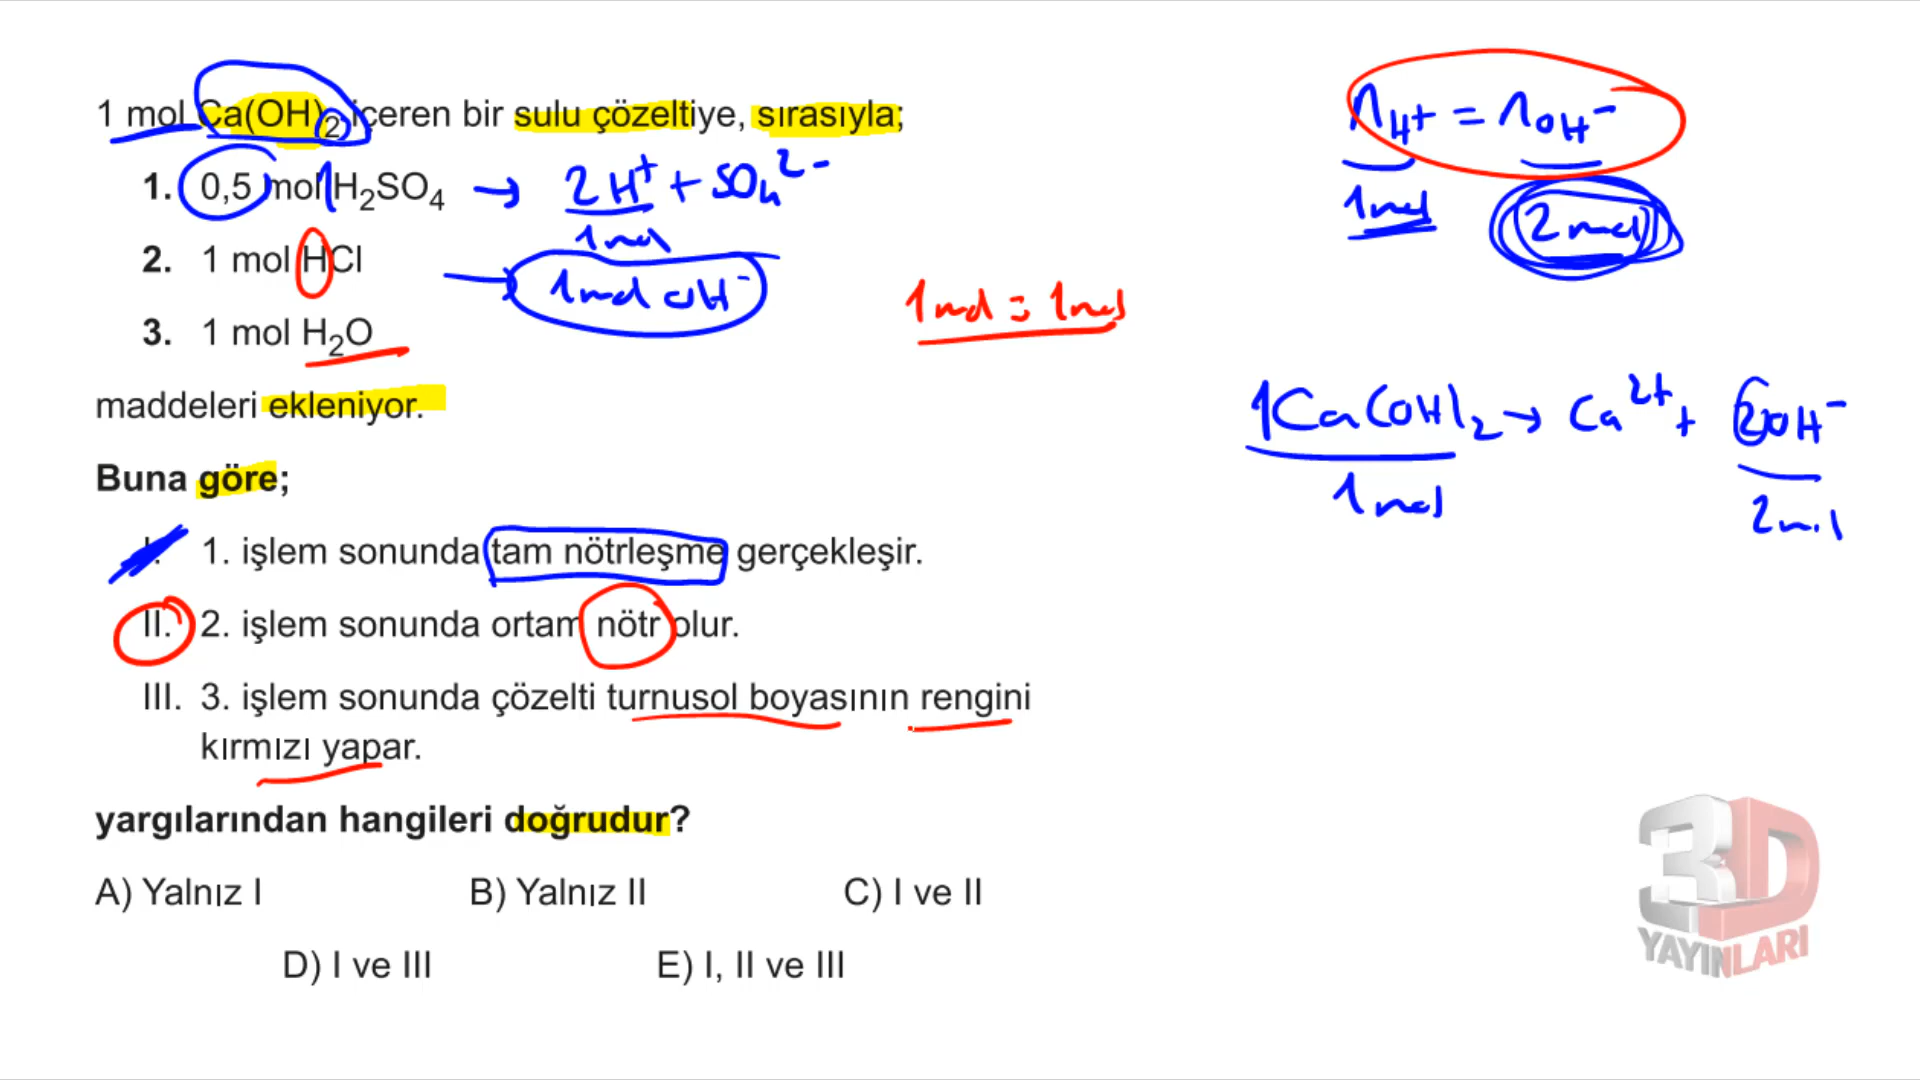 1 mol Ca(OH)₂ içeren bir sulu çözeltiye, sırasıyla;
1. 0,5 mol H₂SO₄ → 2H⁺ + SO₄²⁻
1 mol
2. 1 mol HCl
→ 1 mol OH⁻
3. 1 mol H₂O
maddeleri ekleniyor.
Buna göre;
I. 1. işlem sonunda tam nötrleşme gerçekleşir.
II. 2. işlem sonunda ortam nötr olur.
III. 3. işlem sonunda çözelti turnusol boyasının rengini
kırmızı yapar.
yargılarından hangileri doğrudur?
A) Yalnız I B) Yalnız II C) I ve II
D) I ve III E) I, II ve III
nH+ = nOH⁻
1 mol 2 mol
1 mol = 1 mol
1Ca(OH)₂ → Ca²⁺ + 2OH⁻
1 mol 2 mol
3D
YAYINLARI